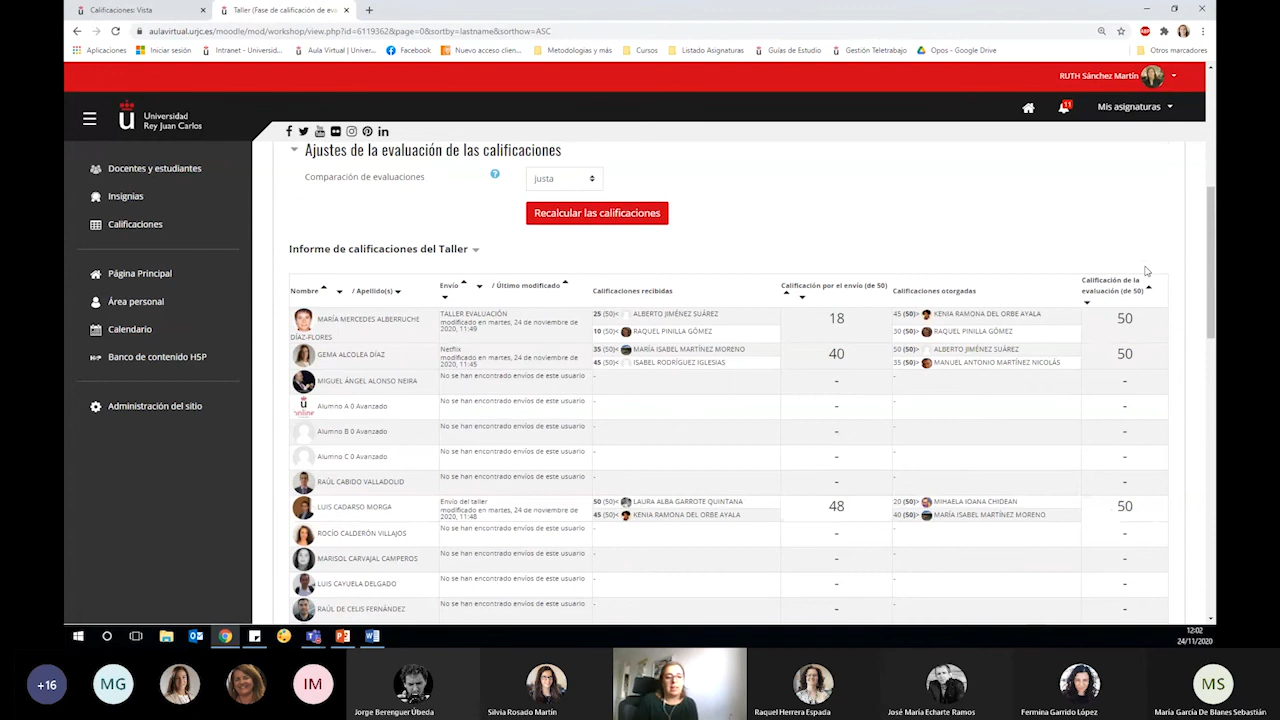 Calificaciones: Vista
Taller (Fase de calificación de ev
aulavirtual.urjc.es/moodle/mod/workshop/view.php?id=6119362&page=0&sortby=lastname&sorthow=ASC
Aplicaciones Iniciar sesión Intranet - Universid... Aula Virtual | Univer... Facebook Nuevo acceso clien... Metodologias y más Cursos Listado Asignaturas Guías de Estudio Gestión Teletrabajo Opos - Google Drive Otros marcadores
RUTH Sánchez Martín
Universidad Rey Juan Carlos
11
Mis asignaturas
Docentes y estudiantes
Insignias
Calificaciones
Página Principal
Área personal
Calendario
Banco de contenido H5P
Administración del sitio
Ajustes de la evaluación de las calificaciones
Comparación de evaluaciones justa
Recalcular las calificaciones
Informe de calificaciones del Taller
Nombre / Apellido(s) Envío / Último modificado Calificaciones recibidas Calificación por el envío (de 50) Calificaciones otorgadas Calificación de la evaluación (de 50)
MARÍA MERCEDES ALBERRUCHE DÍAZ-FLORES TALLER EVALUACIÓN modificado en martes, 24 de noviembre de 2020, 11:49 25 (50)< ALBERTO JIMÉNEZ SUÁREZ 18 45 (50)> KENIA RAMONA DEL ORBE AYALA 50
10 (50)< RAQUEL PINILLA GÓMEZ 30 (50)> RAQUEL PINILLA GÓMEZ
GEMA ALCOLEA DÍAZ Netflix modificado en martes, 24 de noviembre de 2020, 11:45 35 (50)< MARÍA ISABEL MARTÍNEZ MORENO 40 50 (50)> ALBERTO JIMÉNEZ SUÁREZ 50
45 (50)< ISABEL RODRÍGUEZ IGLESIAS 35 (50)> MANUEL ANTONIO MARTÍNEZ NICOLÁS
MIGUEL ÁNGEL ALONSO NEIRA No se han encontrado envíos de este usuario - - - -
Alumno A 0 Avanzado No se han encontrado envíos de este usuario - - - -
Alumno B 0 Avanzado No se han encontrado envíos de este usuario - - - -
Alumno C 0 Avanzado No se han encontrado envíos de este usuario - - - -
RAÚL CABIDO VALLADOLID No se han encontrado envíos de este usuario - - - -
LUIS CADARSO MORGA Envío del taller modificado en martes, 24 de noviembre de 2020, 11:48 50 (50)< LAURA ALBA GARROTE QUINTANA 48 20 (50)> MIHAELA IOANA CHIDEAN 50
45 (50)< KENIA RAMONA DEL ORBE AYALA 40 (50)> MARÍA ISABEL MARTÍNEZ MORENO
ROCÍO CALDERÓN VILLAJOS No se han encontrado envíos de este usuario - - - -
MARISOL CARVAJAL CAMPEROS No se han encontrado envíos de este usuario - - - -
LUIS CAYUELA DELGADO No se han encontrado envíos de este usuario - - - -
RAÚL DE CELIS FERNÁNDEZ No se han encontrado envíos de este usuario - - - -
12:02
24/11/2020
+16 MG IM MS
Jorge Berenguer Úbeda Silvia Rosado Martín Raquel Herrera Espada José María Echarte Ramos Fermina Garrido López María García De Blanes Sebastián